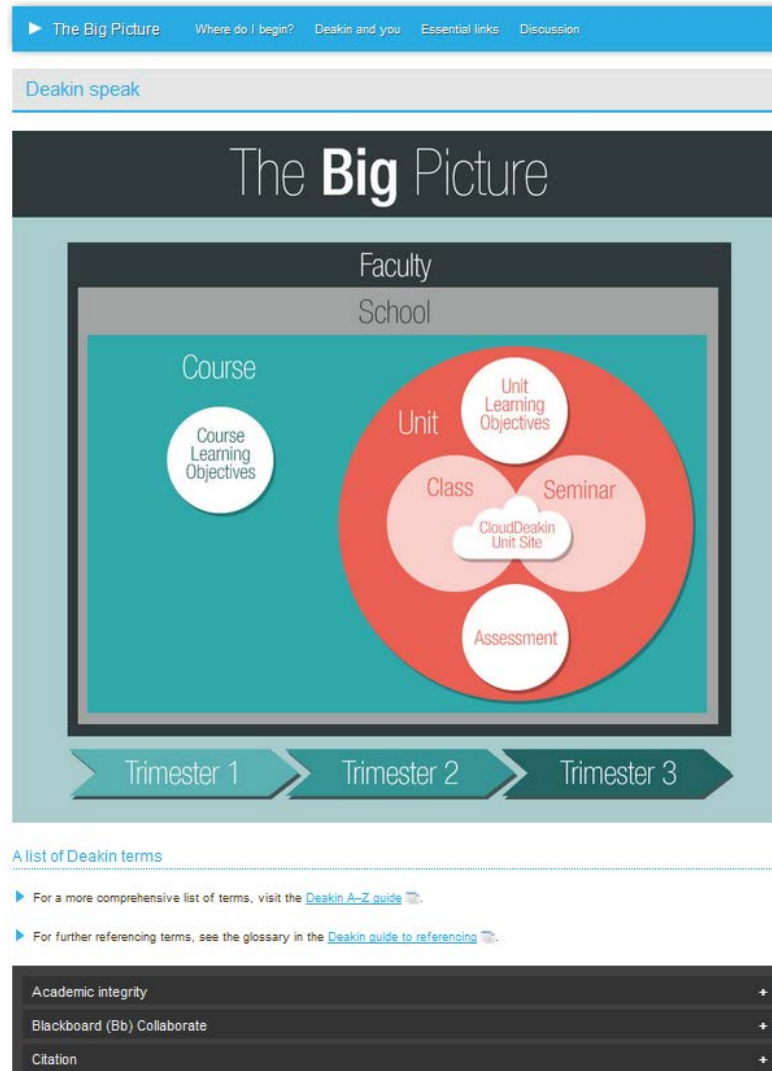 The Big Picture Where do I begin? Deakin and you Essential links Discussion
Deakin speak
The Big Picture
Faculty
School
Course
Course
Learning
Objectives
Unit
Unit
Learning
Objectives
Class
Seminar
CloudDeakin
Unit Site
Assessment
Trimester 1
Trimester 2
Trimester 3
A list of Deakin terms
For a more comprehensive list of terms, visit the Deakin A–Z guide.
For further referencing terms, see the glossary in the Deakin guide to referencing.
Academic integrity +
Blackboard (Bb) Collaborate +
Citation +